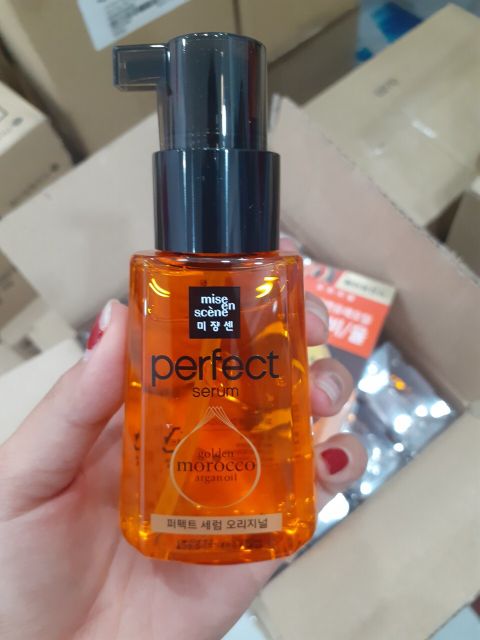 mise
en
scène
미쟝센
perfect
serum
golden
morocco
argan oil
퍼펙트 세럼 오리지널